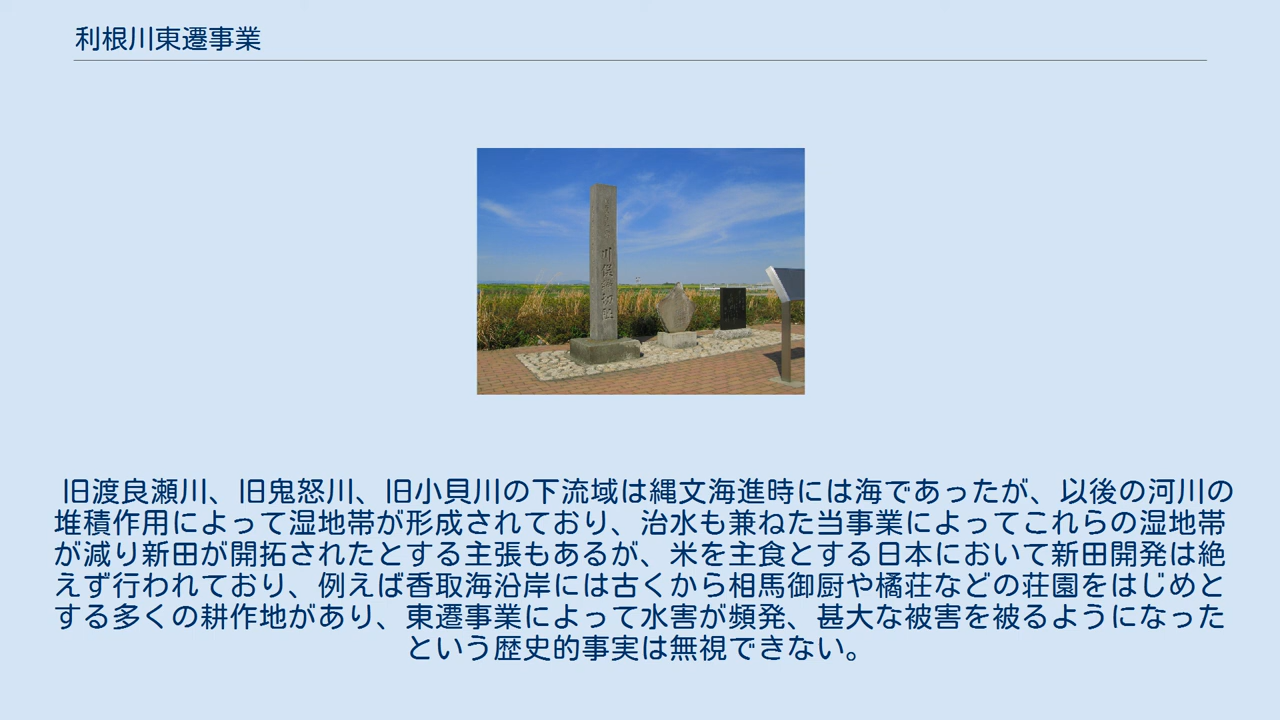 利根川東遷事業
川俣締切跡
旧渡良瀬川、旧鬼怒川、旧小貝川の下流域は縄文海進時には海であったが、以後の河川の
堆積作用によって湿地帯が形成されており、治水も兼ねた当事業によってこれらの湿地帯
が減り新田が開拓されたとする主張もあるが、米を主食とする日本において新田開発は絶
えず行われており、例えば香取海沿岸には古くから相馬御厨や橘荘などの荘園をはじめと
する多くの耕作地があり、東遷事業によって水害が頻発、甚大な被害を被るようになった
という歴史的事実は無視できない。